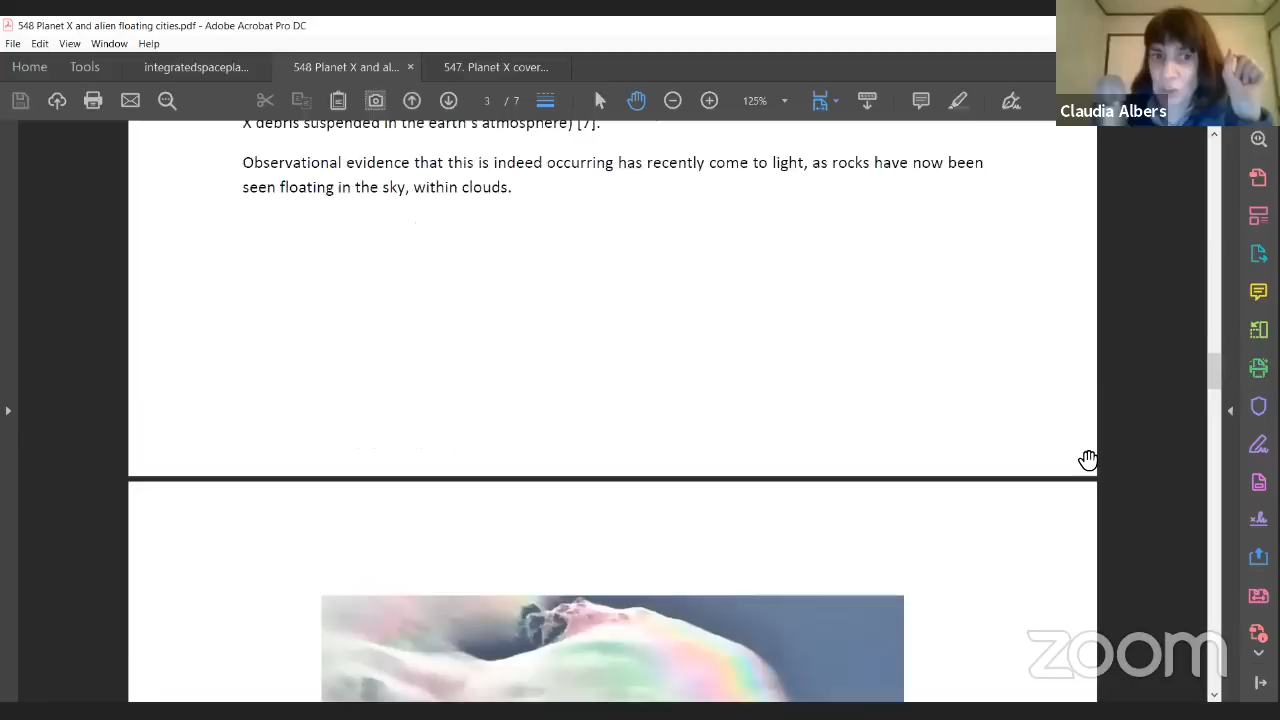 548 Planet X and alien floating cities.pdf - Adobe Acrobat Pro DC
File Edit View Window Help
Home Tools integratedspacepla... 548 Planet X and al... × 547. Planet X cover...
3 / 7 125%
Claudia Albers
X debris suspended in the earth's atmosphere) [7].
Observational evidence that this is indeed occurring has recently come to light, as rocks have now been
seen floating in the sky, within clouds.
zoom